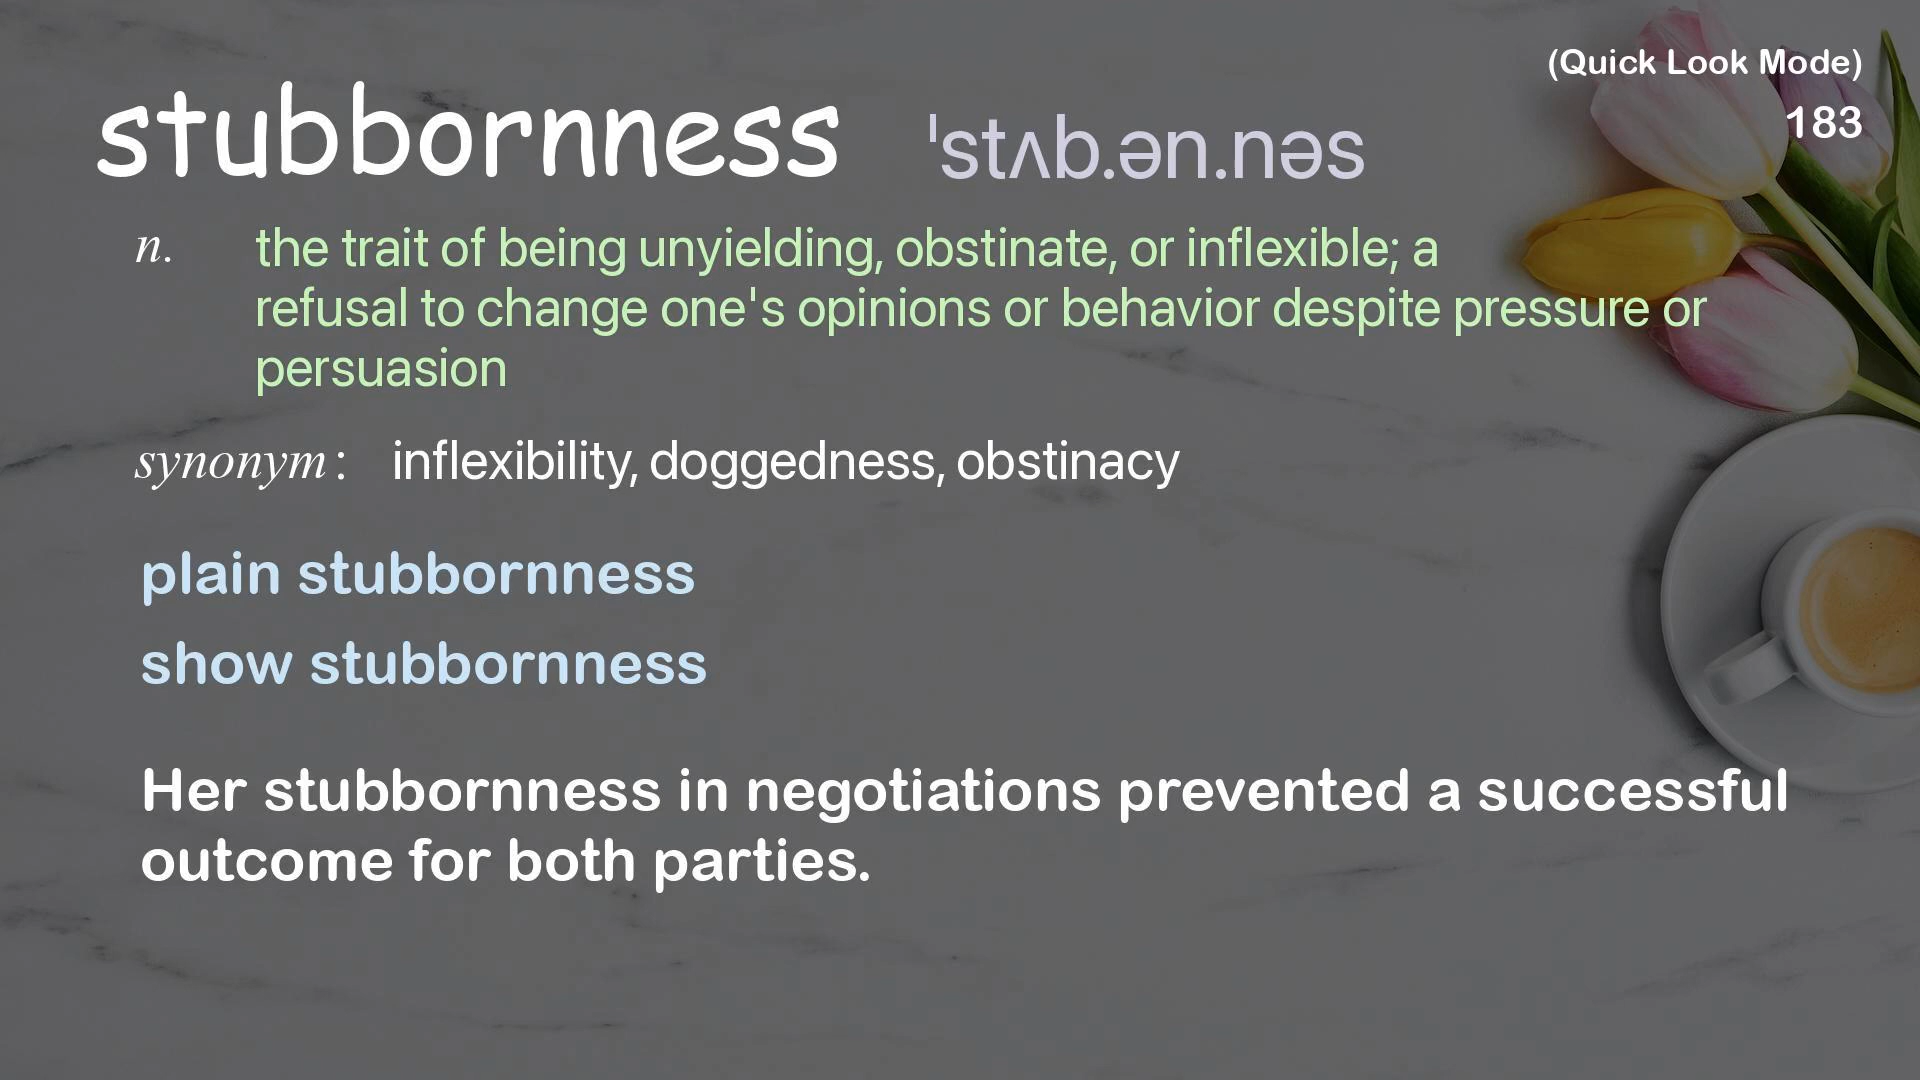 (Quick Look Mode)
183
stubbornness ˈstʌb.ən.nəs
n. the trait of being unyielding, obstinate, or inflexible; a
refusal to change one's opinions or behavior despite pressure or
persuasion
synonym: inflexibility, doggedness, obstinacy
plain stubbornness
show stubbornness
Her stubbornness in negotiations prevented a successful
outcome for both parties.